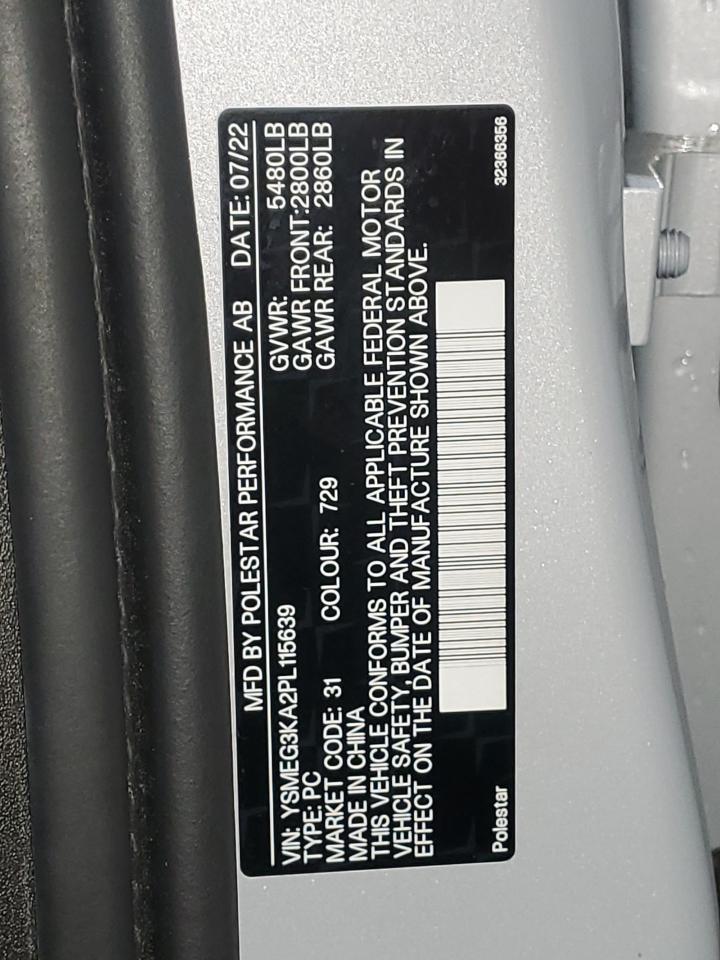 MFD BY POLESTAR PERFORMANCE AB DATE: 07/22
VIN: YSMEG3KA2PL115639 GVWR: 5480LB
TYPE: PC GAWR FRONT:2800LB
MARKET CODE: 31 COLOUR: 729 GAWR REAR: 2860LB
MADE IN CHINA
THIS VEHICLE CONFORMS TO ALL APPLICABLE FEDERAL MOTOR
VEHICLE SAFETY, BUMPER AND THEFT PREVENTION STANDARDS IN
EFFECT ON THE DATE OF MANUFACTURE SHOWN ABOVE.
Polestar 32366356